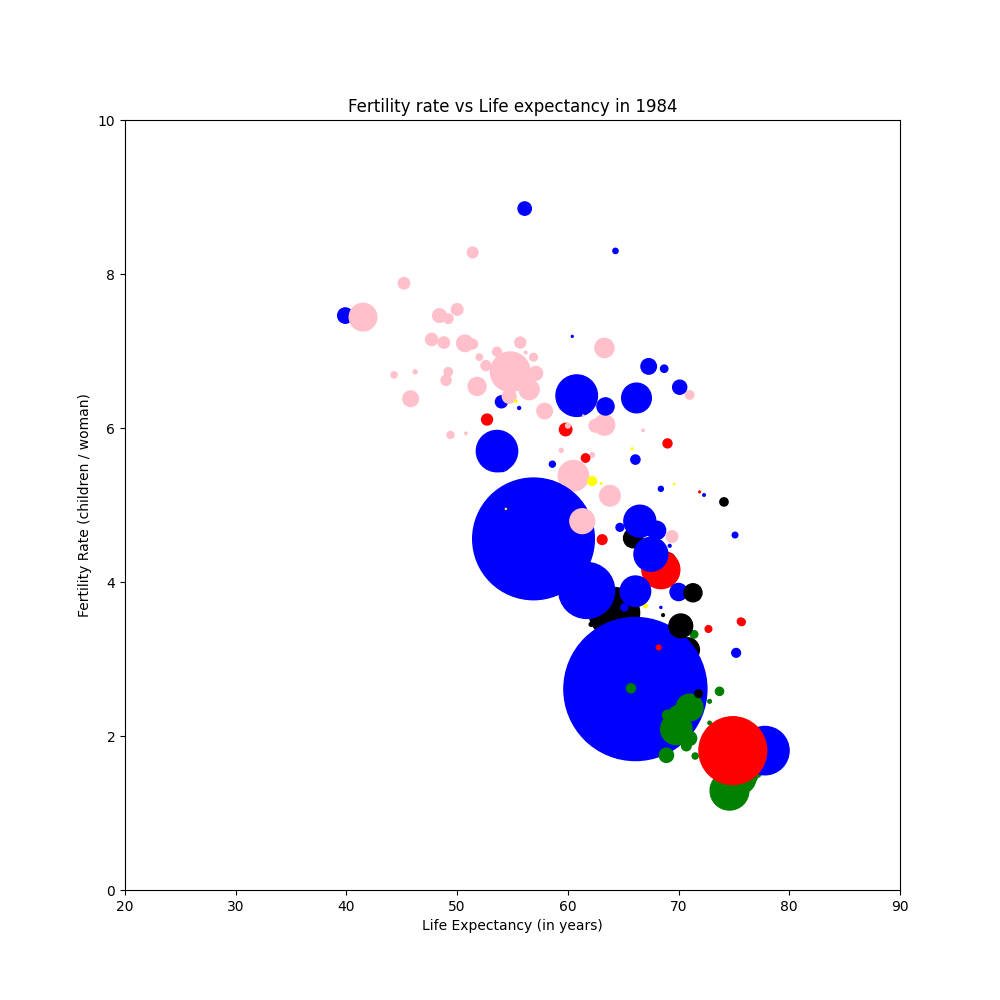 Fertility rate vs Life expectancy in 1984
10
8
6
4
2
0
Fertility Rate (children / woman)
20 30 40 50 60 70 80 90
Life Expectancy (in years)